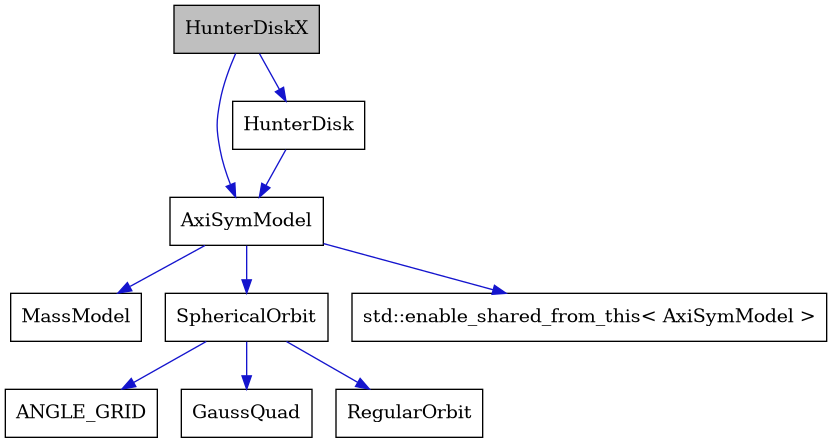 HunterDiskX
HunterDisk
AxiSymModel
MassModel
SphericalOrbit
std::enable_shared_from_this< AxiSymModel >
ANGLE_GRID
GaussQuad
RegularOrbit